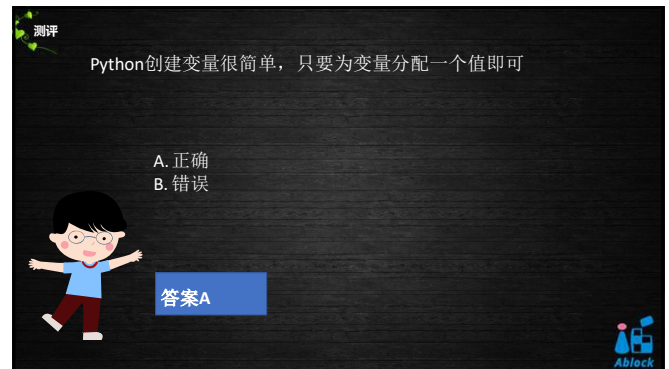 测评
Python创建变量很简单，只要为变量分配一个值即可
A. 正确
B. 错误
答案A
Ablock